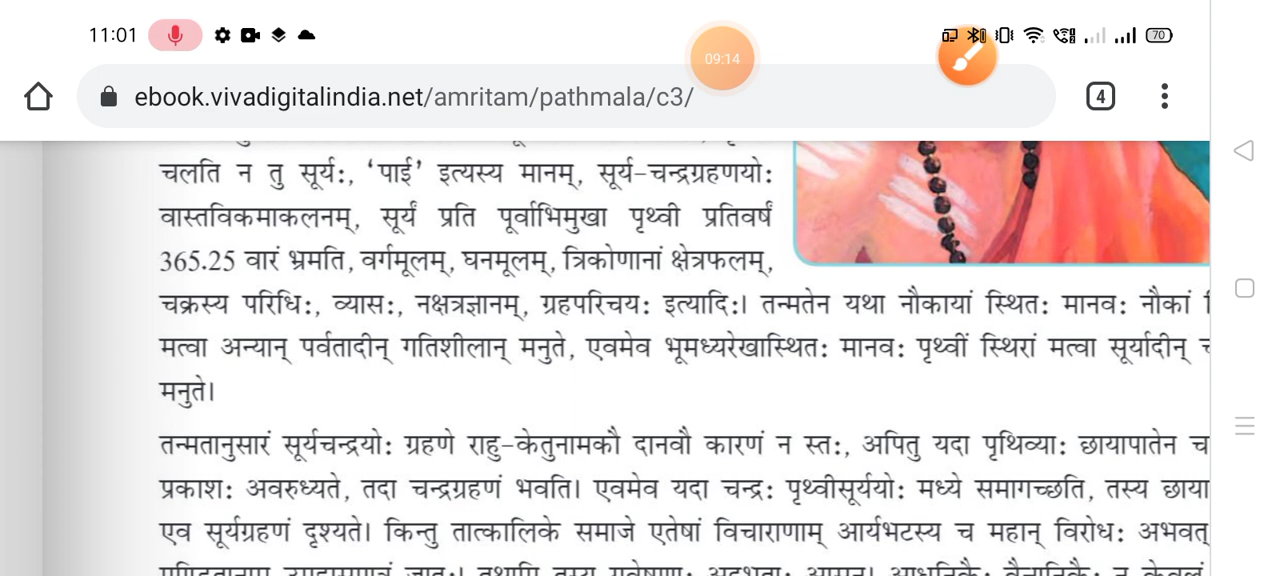 11:01
09:14
70
ebook.vivadigitalindia.net/amritam/pathmala/c3/
4
चलति न तु सूर्य:, ‘पाई’ इत्यस्य मानम्, सूर्य-चन्द्रग्रहणयो:
वास्तविकमाकलनम्, सूर्यं प्रति पूर्वाभिमुखा पृथ्वी प्रतिवर्षं
365.25 वारं भ्रमति, वर्गमूलम्, घनमूलम्, त्रिकोणानां क्षेत्रफलम्,
चक्रस्य परिधि:, व्यास:, नक्षत्रज्ञानम्, ग्रहपरिचय: इत्यादि:। तन्मतेन यथा नौकायां स्थित: मानव: नौकां
मत्वा अन्यान् पर्वतादीन् गतिशीलान् मनुते, एवमेव भूमध्यरेखास्थित: मानव: पृथ्वीं स्थिरां मत्वा सूर्यादीन्
मनुते।
तन्मतानुसारं सूर्यचन्द्रयो: ग्रहणे राहु-केतुनामकौ दानवौ कारणं न स्त:, अपितु यदा पृथिव्या: छायापातेन
प्रकाश: अवरुध्यते, तदा चन्द्रग्रहणं भवति। एवमेव यदा चन्द्र: पृथ्वीसूर्ययो: मध्ये समागच्छति, तस्य छाया
एव सूर्यग्रहणं दृश्यते। किन्तु तात्कालिके समाजे एतेषां विचाराणाम् आर्यभटस्य च महान् विरोध: अभवत्